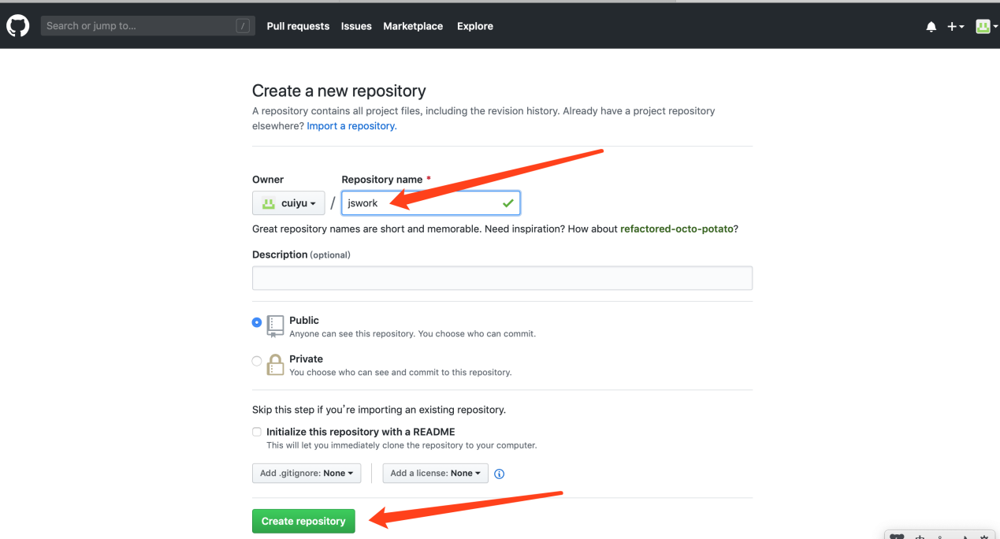 Search or jump to...
/
Pull requests
Issues
Marketplace
Explore
Create a new repository
A repository contains all project files, including the revision history. Already have a project repository
elsewhere? Import a repository.
Owner
Repository name *
cuiyu
/
jswork
Great repository names are short and memorable. Need inspiration? How about refactored-octo-potato?
Description (optional)
Public
Anyone can see this repository. You choose who can commit.
Private
You choose who can see and commit to this repository.
Skip this step if you’re importing an existing repository.
Initialize this repository with a README
This will let you immediately clone the repository to your computer.
Add .gitignore: None
Add a license: None
Create repository